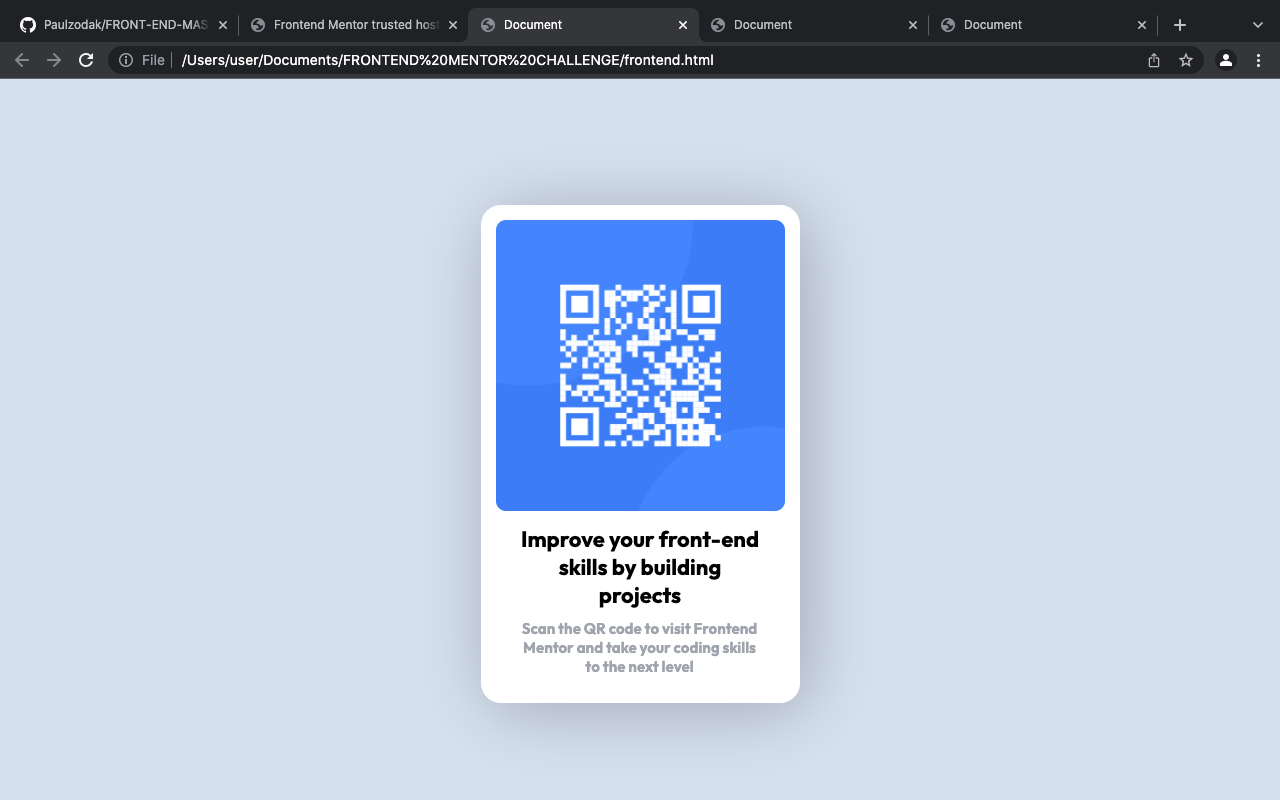 Paulzodak/FRONT-END-MAS
Frontend Mentor trusted host
Document
Document
Document
File
/Users/user/Documents/FRONTEND%20MENTOR%20CHALLENGE/frontend.html
Improve your front-end
skills by building
projects
Scan the QR code to visit Frontend
Mentor and take your coding skills
to the next level